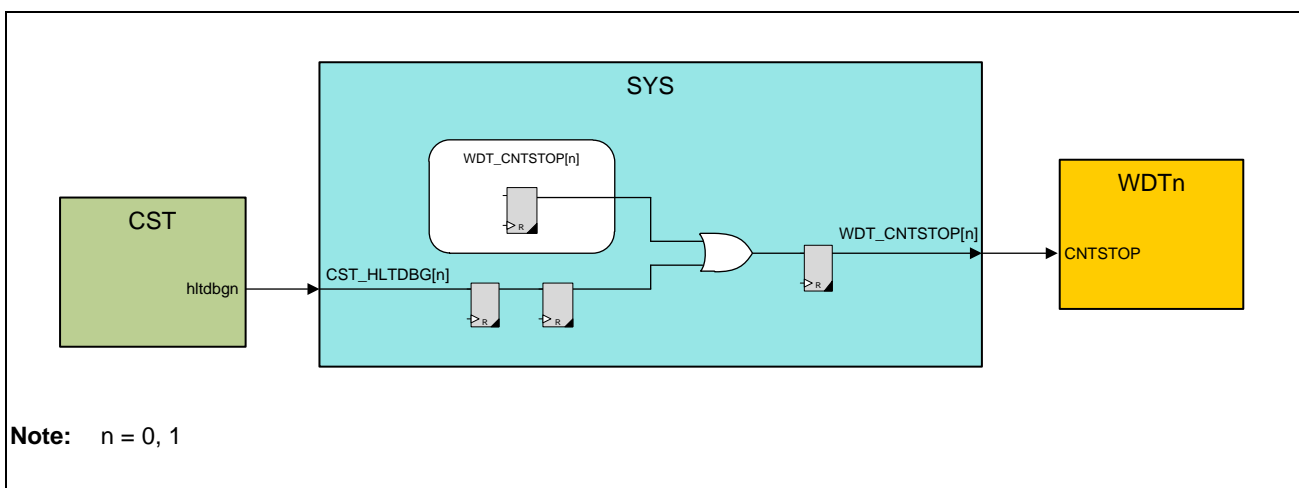 SYS
WDT_CNTSTOP[n]
R
CST
hltdbgn
CST_HLTDBG[n]
R
R
R
WDT_CNTSTOP[n]
WDTn
CNTSTOP
Note: n = 0, 1